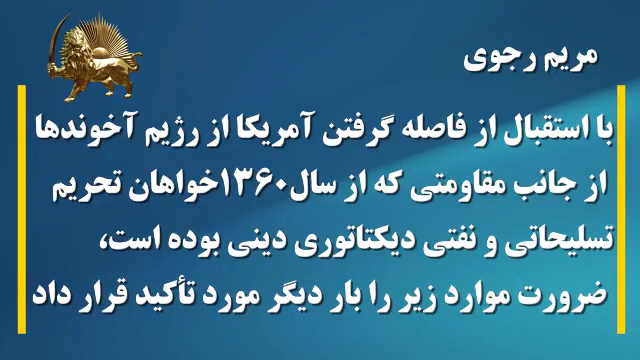 مریم رجوی
با استقبال از فاصله گرفتن آمریکا از رژیم آخوندها
از جانب مقاومتی که از سال۱۳۶۰خواهان تحریم
تسلیحاتی و نفتی دیکتاتوری دینی بوده است،
ضرورت موارد زیر را بار دیگر مورد تأکید قرار داد